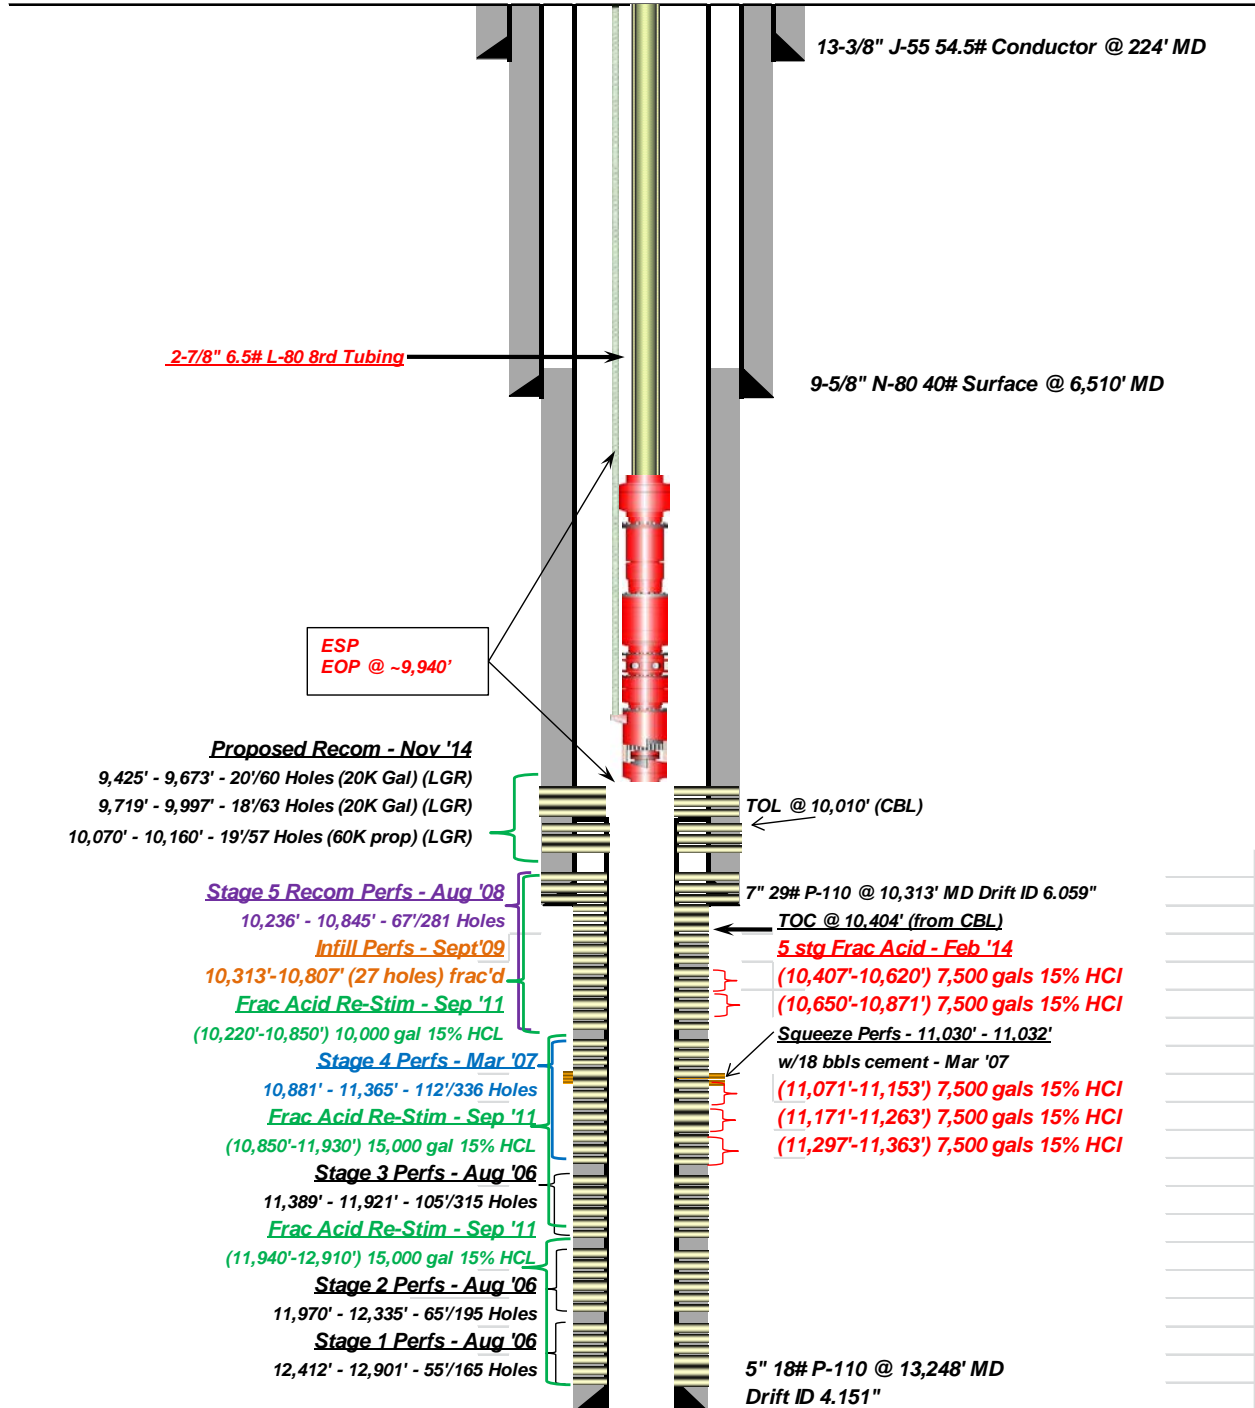 13-3/8" J-55 54.5# Conductor @ 224' MD
2-7/8" 6.5# L-80 8rd Tubing
9-5/8" N-80 40# Surface @ 6,510' MD
ESP
EOP @ ~9,940'
Proposed Recom - Nov '14
9,425' - 9,673' - 20'/60 Holes (20K Gal) (LGR)
9,719' - 9,997' - 18'/63 Holes (20K Gal) (LGR)
10,070' - 10,160' - 19'/57 Holes (60K prop) (LGR)
TOL @ 10,010' (CBL)
Stage 5 Recom Perfs - Aug '08
10,236' - 10,845' - 67'/281 Holes
Infill Perfs - Sept'09
10,313'-10,807' (27 holes) frac'd
Frac Acid Re-Stim - Sep '11
(10,220'-10,850') 10,000 gal 15% HCL
Stage 4 Perfs - Mar '07
10,881' - 11,365' - 112'/336 Holes
Frac Acid Re-Stim - Sep '11
(10,850'-11,930') 15,000 gal 15% HCL
Stage 3 Perfs - Aug '06
11,389' - 11,921' - 105'/315 Holes
Frac Acid Re-Stim - Sep '11
(11,940'-12,910') 15,000 gal 15% HCL
Stage 2 Perfs - Aug '06
11,970' - 12,335' - 65'/195 Holes
Stage 1 Perfs - Aug '06
12,412' - 12,901' - 55'/165 Holes
7" 29# P-110 @ 10,313' MD Drift ID 6.059"
TOC @ 10,404' (from CBL)
5 stg Frac Acid - Feb '14
(10,407'-10,620') 7,500 gals 15% HCl
(10,650'-10,871') 7,500 gals 15% HCl
Squeeze Perfs - 11,030' - 11,032'
w/18 bbls cement - Mar '07
(11,071'-11,153') 7,500 gals 15% HCl
(11,171'-11,263') 7,500 gals 15% HCl
(11,297'-11,363') 7,500 gals 15% HCl
5" 18# P-110 @ 13,248' MD
Drift ID 4.151"